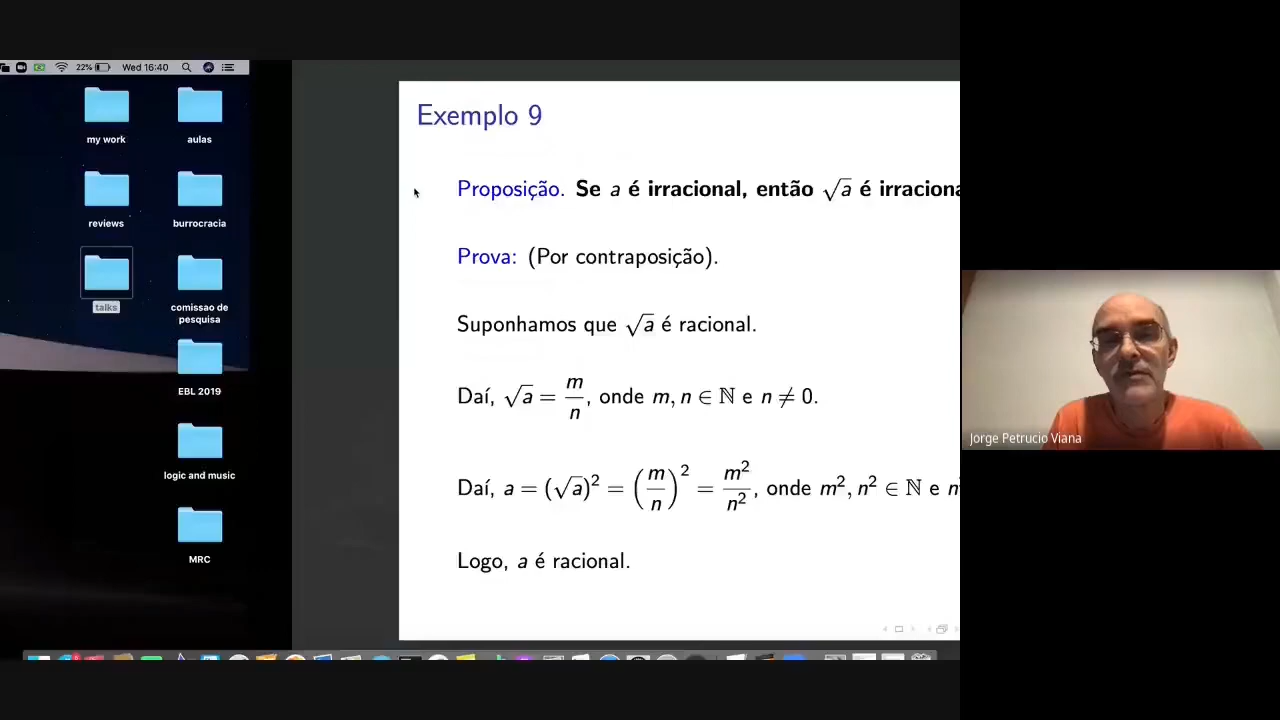 22% Wed 16:40
my work
aulas
reviews
burrocracia
talks
comissao de
pesquisa
EBL 2019
logic and music
MRC
Exemplo 9
Proposição. Se a é irracional, então √a é irraciona
Prova: (Por contraposição).
Suponhamos que √a é racional.
Daí, √a = m/n, onde m, n ∈ ℕ e n ≠ 0.
Daí, a = (√a)² = (m/n)² = m²/n², onde m², n² ∈ ℕ e n
Logo, a é racional.
Jorge Petrucio Viana